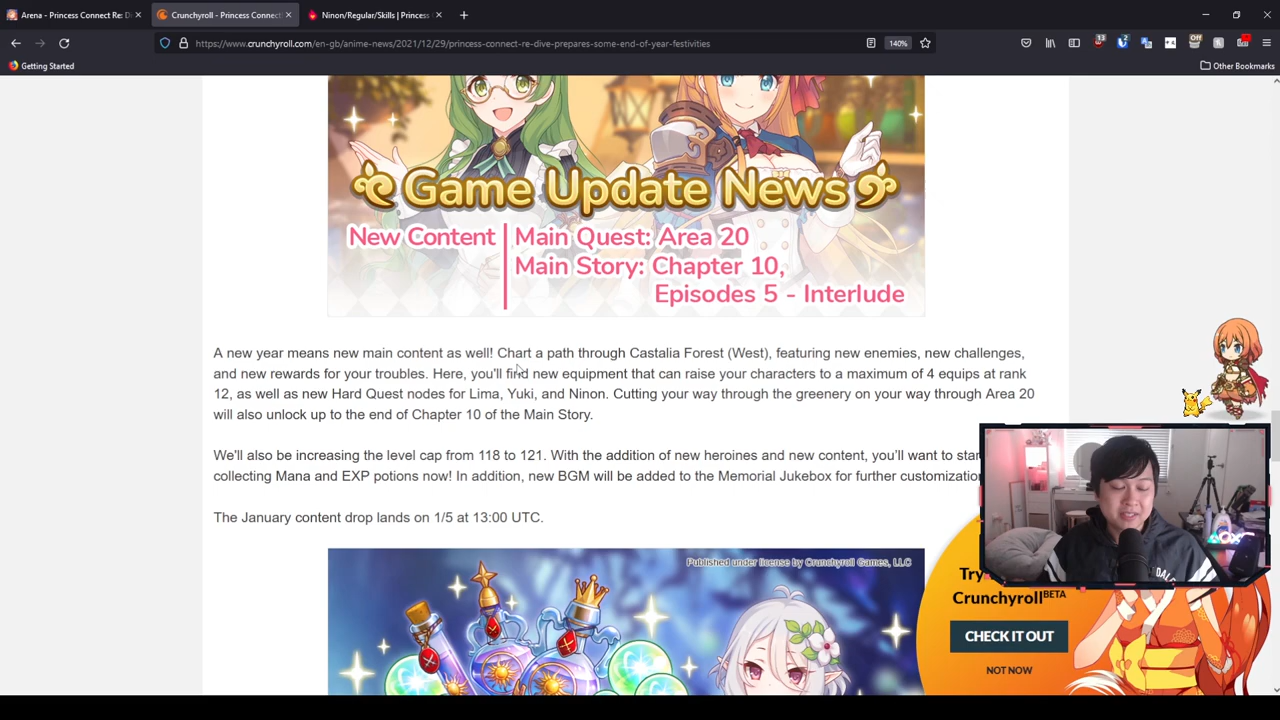 Arena - Princess Connect Re: D
Crunchyroll - Princess Connect!
Ninon/Regular/Skills | Princess
https://www.crunchyroll.com/en-gb/anime-news/2021/12/29/princess-connect-re-dive-prepares-some-end-of-year-festivities
140%
13
2
Off
Getting Started
Other Bookmarks
Game Update News
New Content
Main Quest: Area 20
Main Story: Chapter 10,
Episodes 5 - Interlude
A new year means new main content as well! Chart a path through Castalia Forest (West), featuring new enemies, new challenges,
and new rewards for your troubles. Here, you'll find new equipment that can raise your characters to a maximum of 4 equips at rank
12, as well as new Hard Quest nodes for Lima, Yuki, and Ninon. Cutting your way through the greenery on your way through Area 20
will also unlock up to the end of Chapter 10 of the Main Story.
We'll also be increasing the level cap from 118 to 121. With the addition of new heroines and new content, you'll want to star
collecting Mana and EXP potions now! In addition, new BGM will be added to the Memorial Jukebox for further customizatio
The January content drop lands on 1/5 at 13:00 UTC.
Published under license by Crunchyroll Games, LLC
Try
Crunchyroll BETA
CHECK IT OUT
NOT NOW